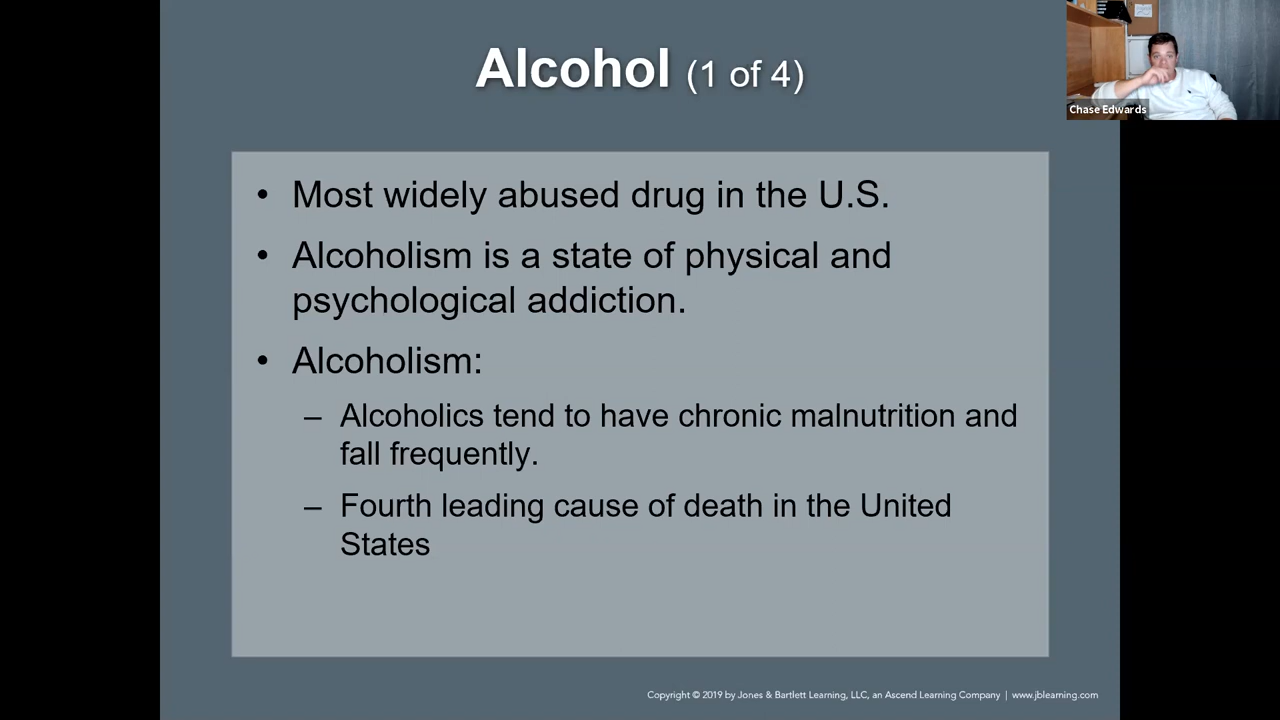 Alcohol (1 of 4)
Chase Edwards
• Most widely abused drug in the U.S.
• Alcoholism is a state of physical and
psychological addiction.
• Alcoholism:
– Alcoholics tend to have chronic malnutrition and
fall frequently.
– Fourth leading cause of death in the United
States
Copyright © 2019 by Jones & Bartlett Learning, LLC, an Ascend Learning Company | www.jblearning.com